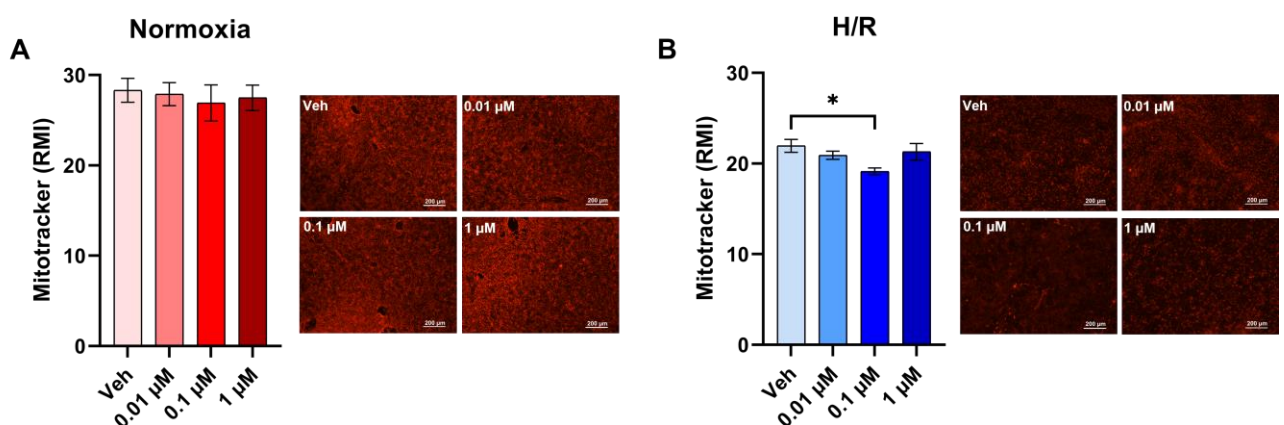 A
Normoxia
Mitotracker (RMI)
30
20
10
0
Veh
0.01 µM
0.1 µM
1 µM
Veh
200 µm
0.01 µM
200 µm
0.1 µM
200 µm
1 µM
200 µm
B
H/R
Mitotracker (RMI)
30
20
10
0
*
Veh
0.01 µM
0.1 µM
1 µM
Veh
200 µm
0.01 µM
200 µm
0.1 µM
200 µm
1 µM
200 µm